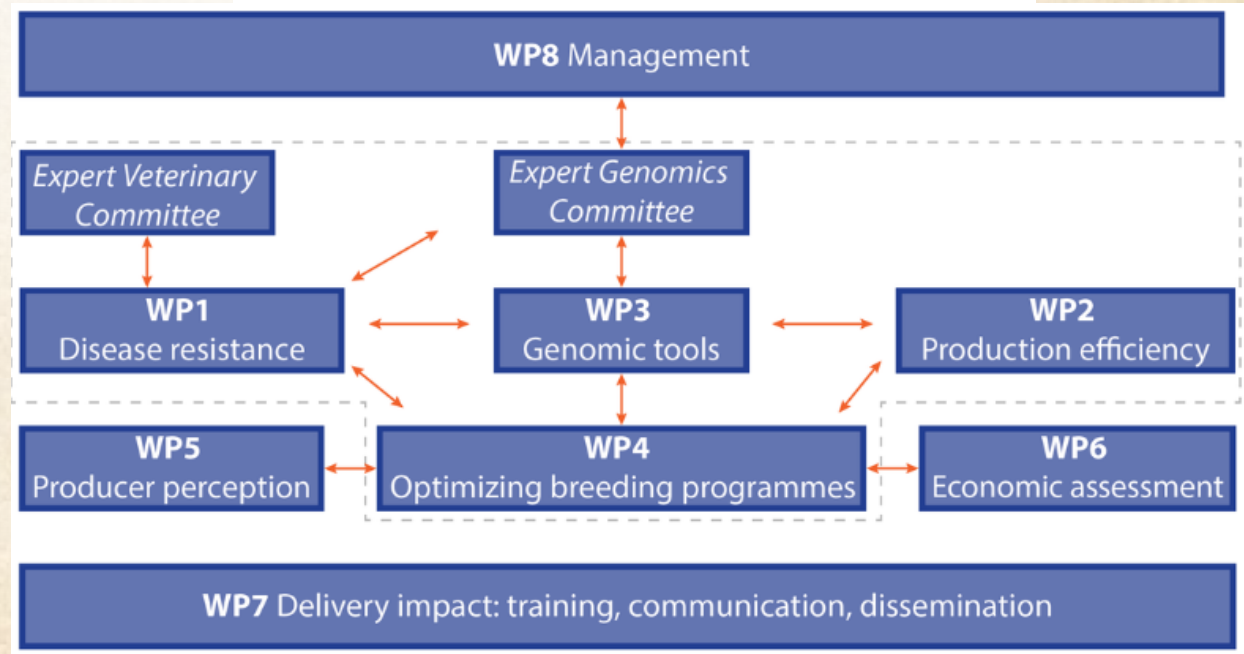 WP8 Management
Expert Veterinary
Committee
Expert Genomics
Committee
WP1
Disease resistance
WP3
Genomic tools
WP2
Production efficiency
WP5
Producer perception
WP4
Optimizing breeding programmes
WP6
Economic assessment
WP7 Delivery impact: training, communication, dissemination